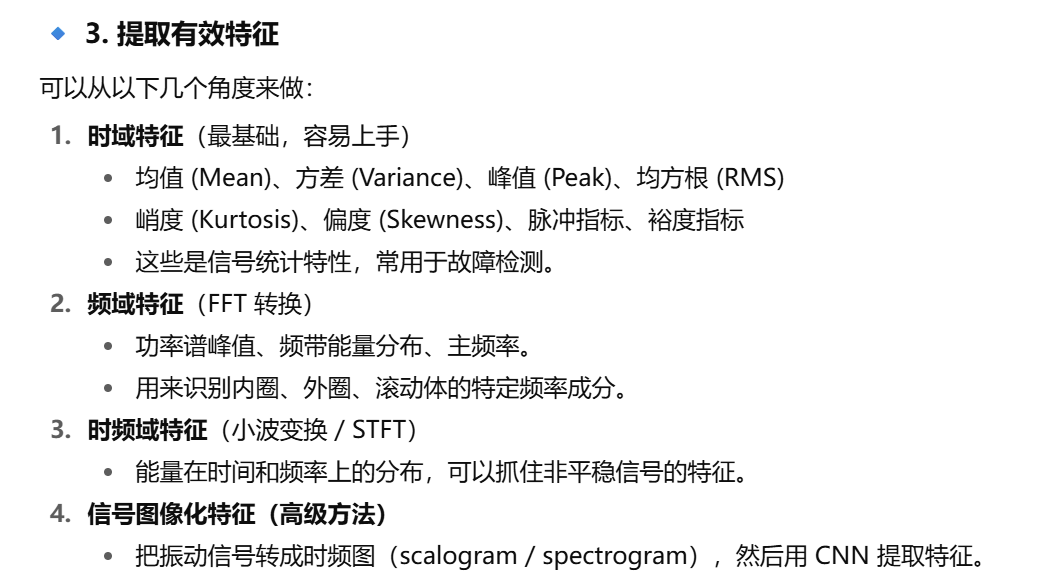 3. 提取有效特征
可以从以下几个角度来做：
1. 时域特征（最基础，容易上手）
• 均值 (Mean)、方差 (Variance)、峰值 (Peak)、均方根 (RMS)
• 峭度 (Kurtosis)、偏度 (Skewness)、脉冲指标、裕度指标
• 这些是信号统计特性，常用于故障检测。
2. 频域特征（FFT 转换）
• 功率谱峰值、频带能量分布、主频率。
• 用来识别内圈、外圈、滚动体的特定频率成分。
3. 时频域特征（小波变换 / STFT）
• 能量在时间和频率上的分布，可以抓住非平稳信号的特征。
4. 信号图像化特征（高级方法）
• 把振动信号转成时频图（scalogram / spectrogram），然后用 CNN 提取特征。